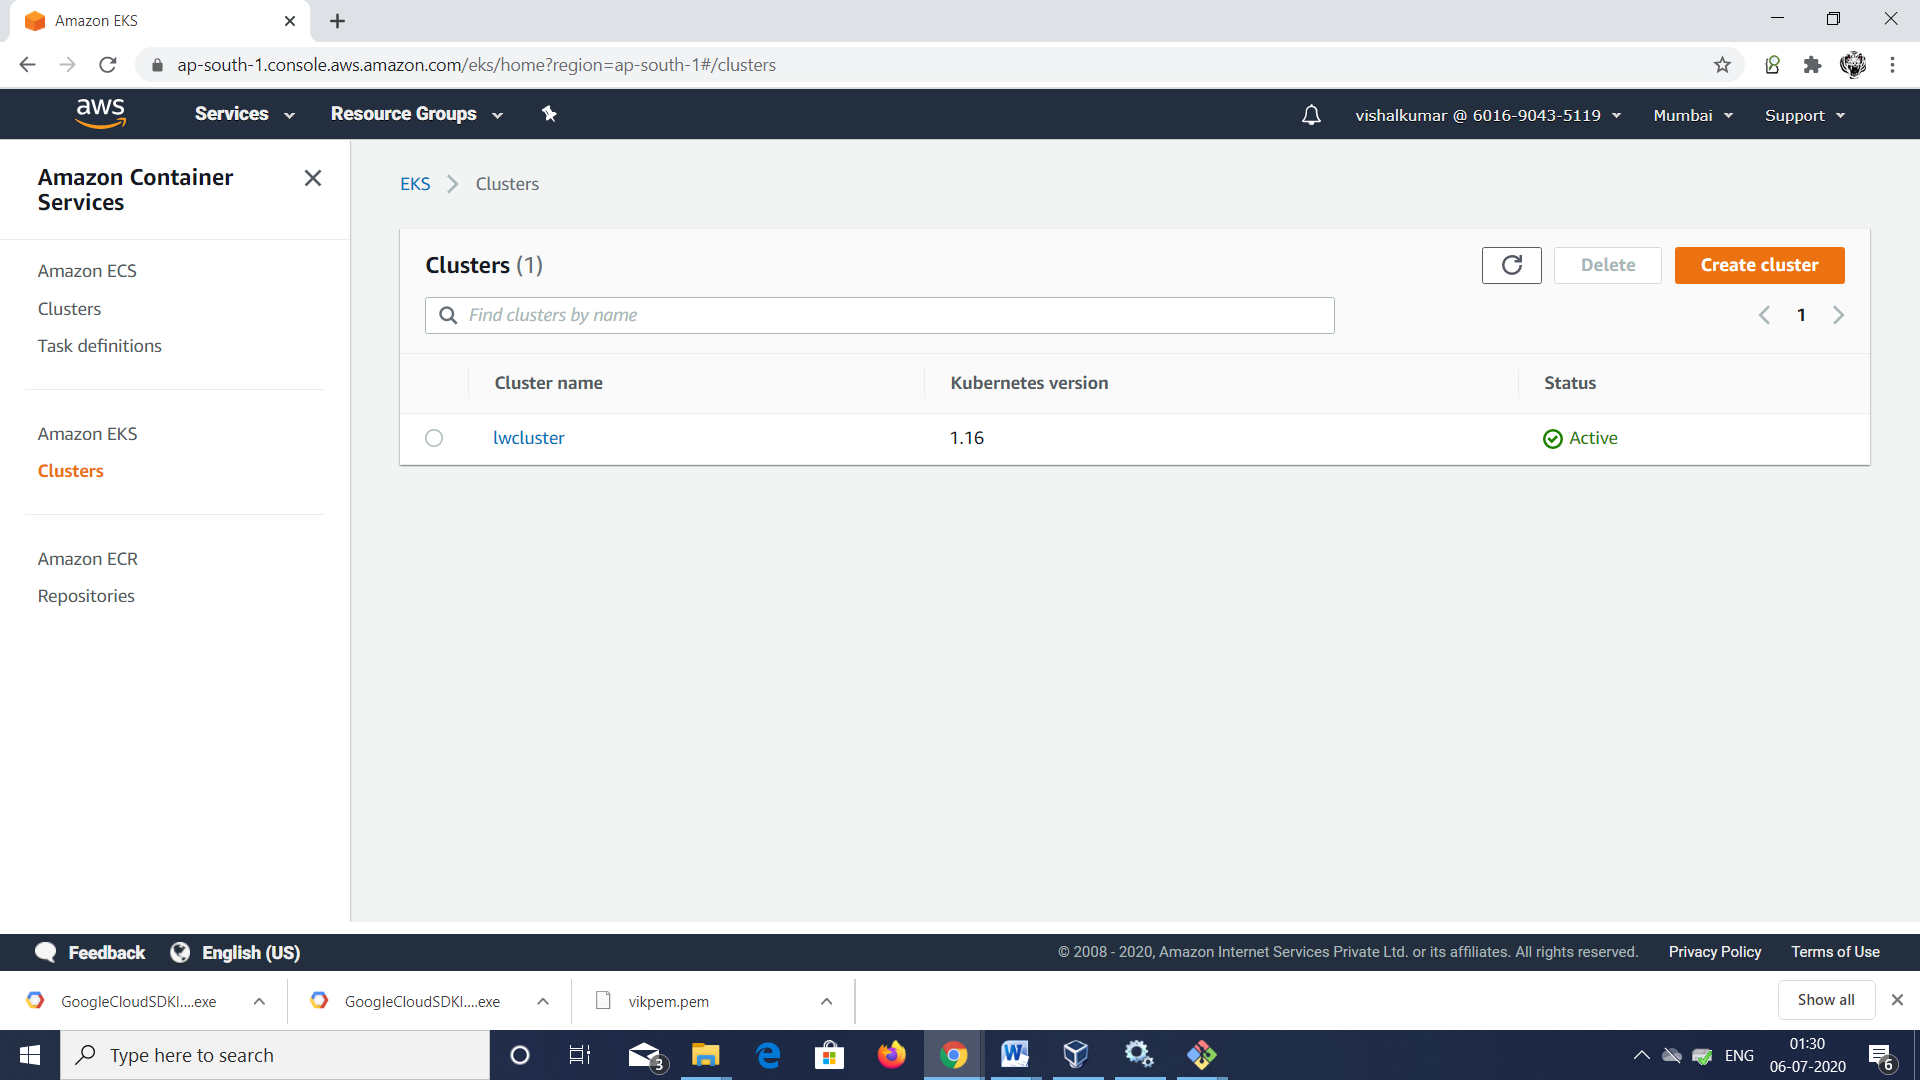 Amazon EKS
ap-south-1.console.aws.amazon.com/eks/home?region=ap-south-1#/clusters
aws Services Resource Groups vishalkumar @ 6016-9043-5119 Mumbai Support
Amazon Container
Services
Amazon ECS
Clusters
Task definitions
Amazon EKS
Clusters
Amazon ECR
Repositories
EKS Clusters
Clusters (1) Delete Create cluster
Find clusters by name 1
Cluster name Kubernetes version Status
lwcluster 1.16 Active
Feedback English (US) © 2008 - 2020, Amazon Internet Services Private Ltd. or its affiliates. All rights reserved. Privacy Policy Terms of Use
GoogleCloudSDKI....exe GoogleCloudSDKI....exe vikpem.pem Show all
Type here to search 3 ENG 01:30
06-07-2020 6